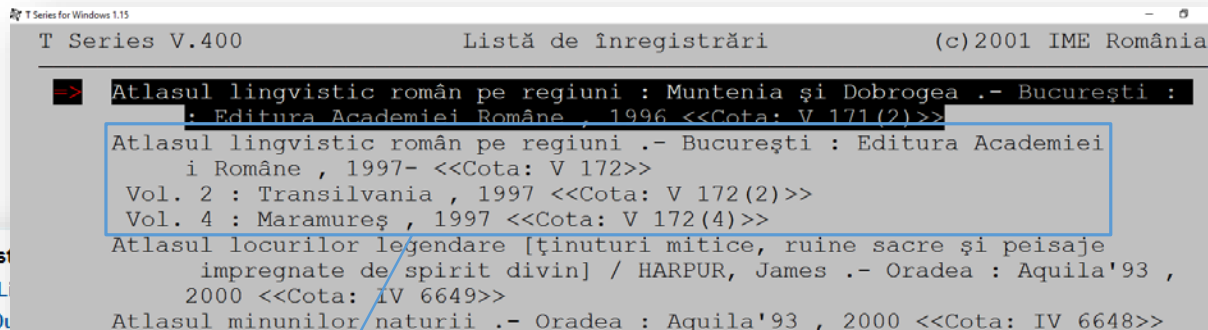 T Series for Windows 1.15
T Series V.400 Listă de înregistrări (c)2001 IME România
=> Atlasul lingvistic român pe regiuni : Muntenia şi Dobrogea .- Bucureşti :
: Editura Academiei Române , 1996 <<Cota: V 171(2)>>
Atlasul lingvistic român pe regiuni .- Bucureşti : Editura Academiei
i Române , 1997- <<Cota: V 172>>
Vol. 2 : Transilvania , 1997 <<Cota: V 172(2)>>
Vol. 4 : Maramureş , 1997 <<Cota: V 172(4)>>
Atlasul locurilor legendare [ţinuturi mitice, ruine sacre şi peisaje
impregnate de spirit divin] / HARPUR, James .- Oradea : Aquila'93 ,
2000 <<Cota: IV 6649>>
Atlasul minunilor naturii .- Oradea : Aquila'93 , 2000 <<Cota: IV 6648>>